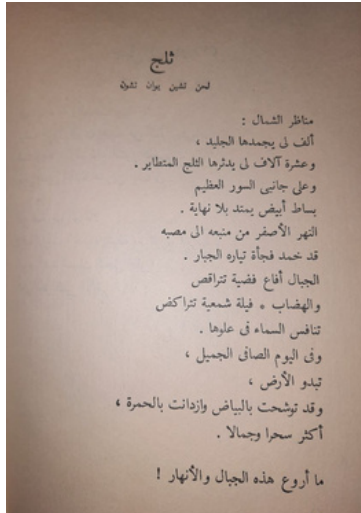 ثلج
لحن تشين يوان تشون
مناظر الشمال :
ألف لى يجمدها الجليد ،
وعشرة آلاف لى يدثرها الثلج المتطاير .
وعلى جانبى السور العظيم
بساط أبيض يمتد بلا نهاية .
النهر الأصفر من منبعه الى مصبه
قد خمد فجأة تياره الجبار .
الجبال أفاع فضية تتراقص
والهضاب * فيلة شمعية تتراكض
تنافس السماء فى علوها .
وفى اليوم الصافى الجميل ،
تبدو الأرض ،
وقد توشحت بالبياض وازدانت بالحمرة ،
أكثر سحرا وجمالا .
ما أروع هذه الجبال والأنهار !